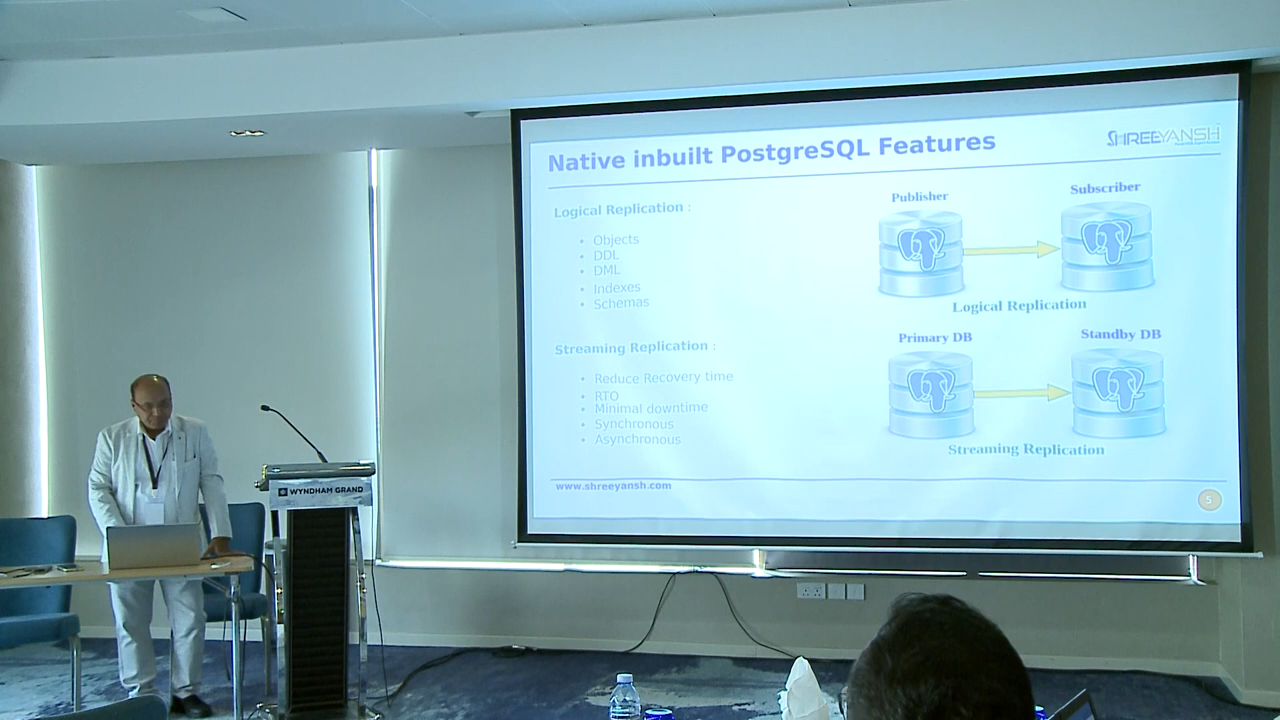 Native inbuilt PostgreSQL Features
SHREEYANSH
Logical Replication :
• Objects
• DDL
• DML
• Indexes
• Schemas
Publisher
Subscriber
Logical Replication
Streaming Replication :
• Reduce Recovery time
• RTO
• Minimal downtime
• Synchronous
• Asynchronous
Primary DB
Standby DB
Streaming Replication
www.shreeyansh.com
5
WYNDHAM GRAND